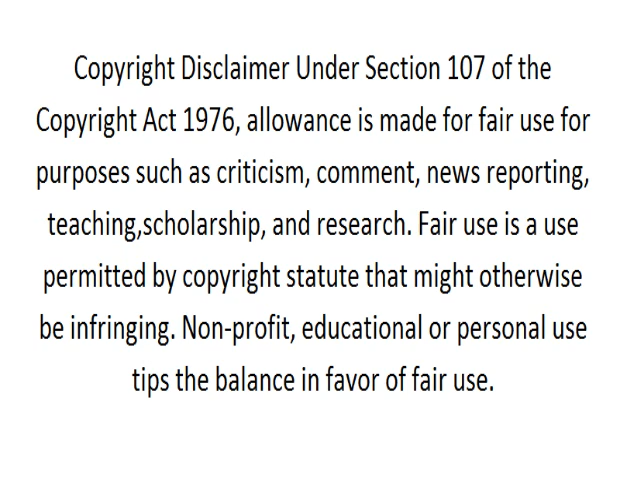 Copyright Disclaimer Under Section 107 of the
Copyright Act 1976, allowance is made for fair use for
purposes such as criticism, comment, news reporting,
teaching,scholarship, and research. Fair use is a use
permitted by copyright statute that might otherwise
be infringing. Non-profit, educational or personal use
tips the balance in favor of fair use.